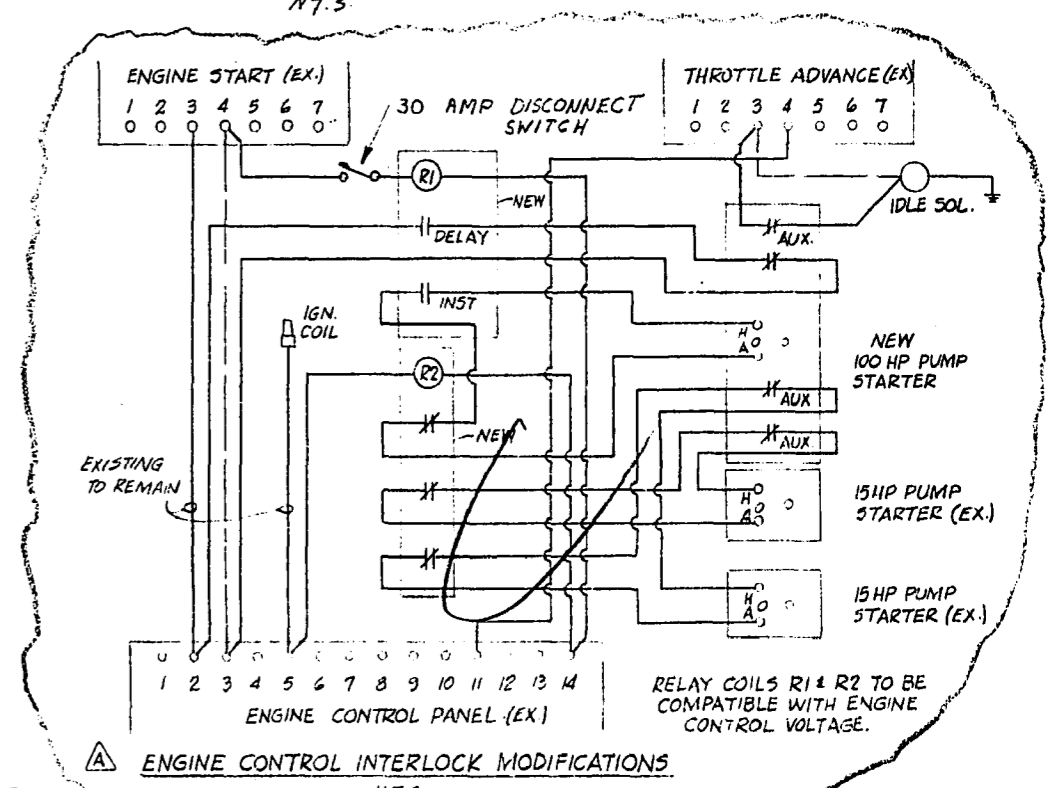 N.T.S.
ENGINE START (EX.)
1 2 3 4 5 6 7
30 AMP DISCONNECT
SWITCH
THROTTLE ADVANCE (EX)
1 2 3 4 5 6 7
R1
NEW
IDLE SOL.
DELAY
AUX.
INST
IGN.
COIL
H
A
NEW
100 HP PUMP
STARTER
R2
AUX
NEW
AUX
EXISTING
TO REMAIN
H
A
15 HP PUMP
STARTER (EX.)
H
A
15 HP PUMP
STARTER (EX.)
1 2 3 4 5 6 7 8 9 10 11 12 13 14
ENGINE CONTROL PANEL (EX.)
RELAY COILS R1 & R2 TO BE
COMPATIBLE WITH ENGINE
CONTROL VOLTAGE.
A ENGINE CONTROL INTERLOCK MODIFICATIONS